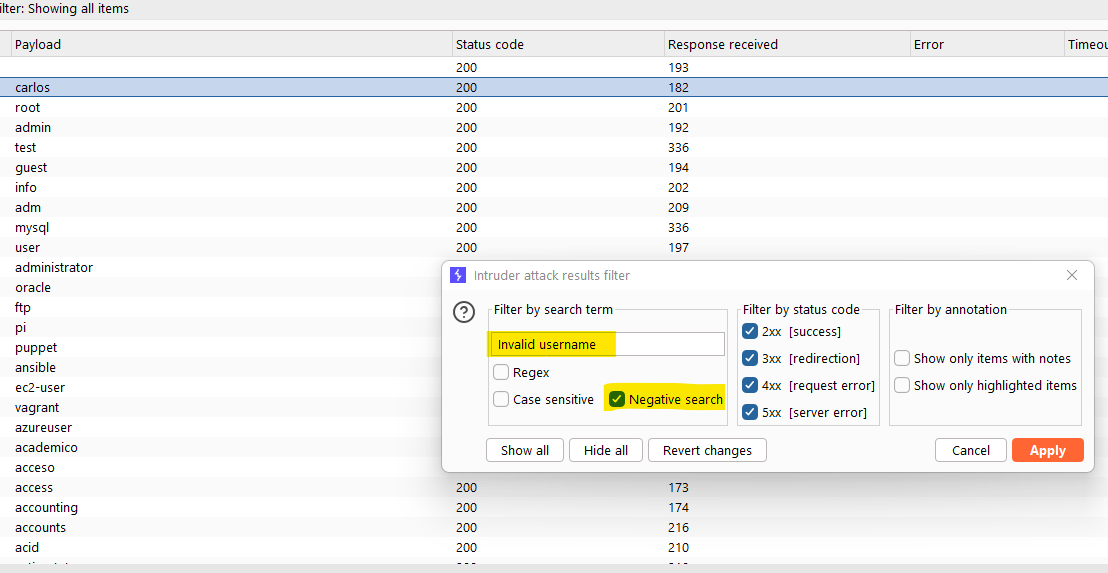 ilter: Showing all items
Payload Status code Response received Error Timeou
200 193
carlos 200 182
root 200 201
admin 200 192
test 200 336
guest 200 194
info 200 202
adm 200 209
mysql 200 336
user 200 197
administrator
oracle
ftp
pi
puppet
ansible
ec2-user
vagrant
azureuser
academico
acceso
access 200 173
accounting 200 174
accounts 200 216
acid 200 210
Intruder attack results filter
?
Filter by search term
Invalid username
Regex
Case sensitive Negative search
Filter by status code
2xx [success]
3xx [redirection]
4xx [request error]
5xx [server error]
Filter by annotation
Show only items with notes
Show only highlighted items
Show all Hide all Revert changes Cancel Apply